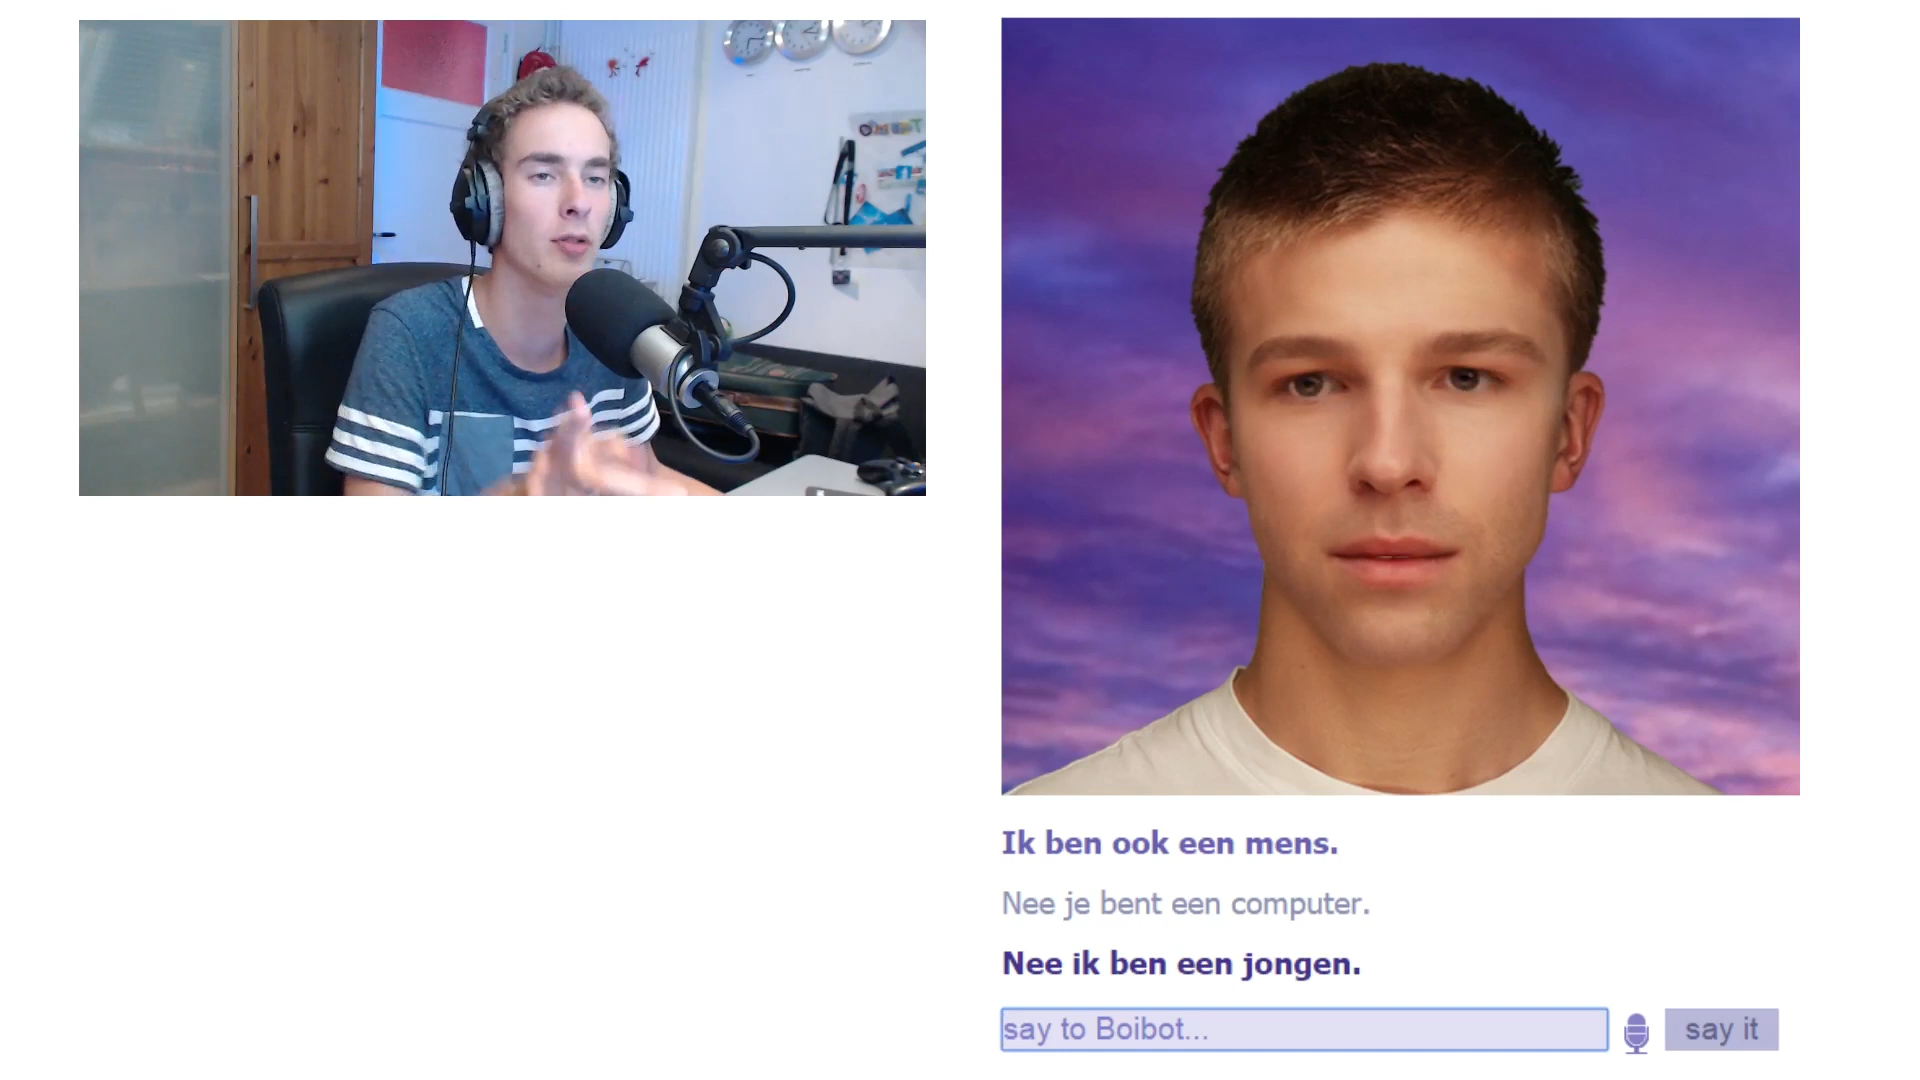 Ik ben ook een mens.
Nee je bent een computer.
Nee ik ben een jongen.
say to Boibot...
say it